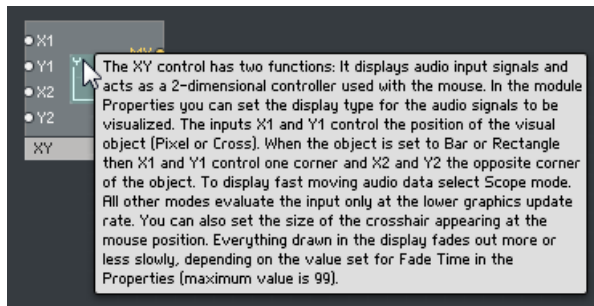 X1
Y1
X2
Y2
XY
The XY control has two functions: It displays audio input signals and
acts as a 2-dimensional controller used with the mouse. In the module
Properties you can set the display type for the audio signals to be
visualized. The inputs X1 and Y1 control the position of the visual
object (Pixel or Cross). When the object is set to Bar or Rectangle
then X1 and Y1 control one corner and X2 and Y2 the opposite corner
of the object. To display fast moving audio data select Scope mode.
All other modes evaluate the input only at the lower graphics update
rate. You can also set the size of the crosshair appearing at the
mouse position. Everything drawn in the display fades out more or
less slowly, depending on the value set for Fade Time in the
Properties (maximum value is 99).